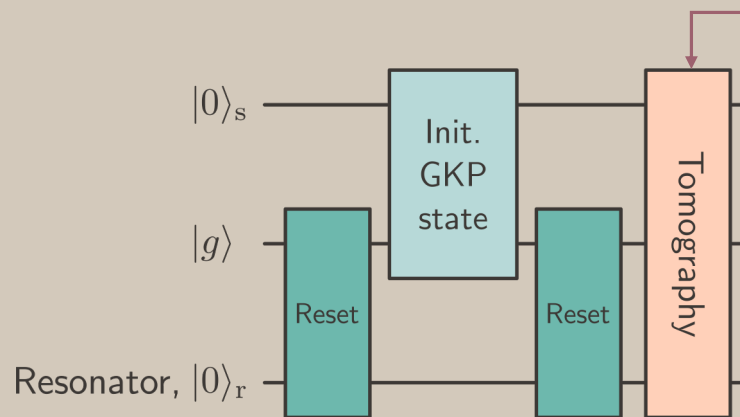 |0⟩s
Init.
GKP
state
|g⟩
Reset
Reset
Tomography
Resonator, |0⟩r